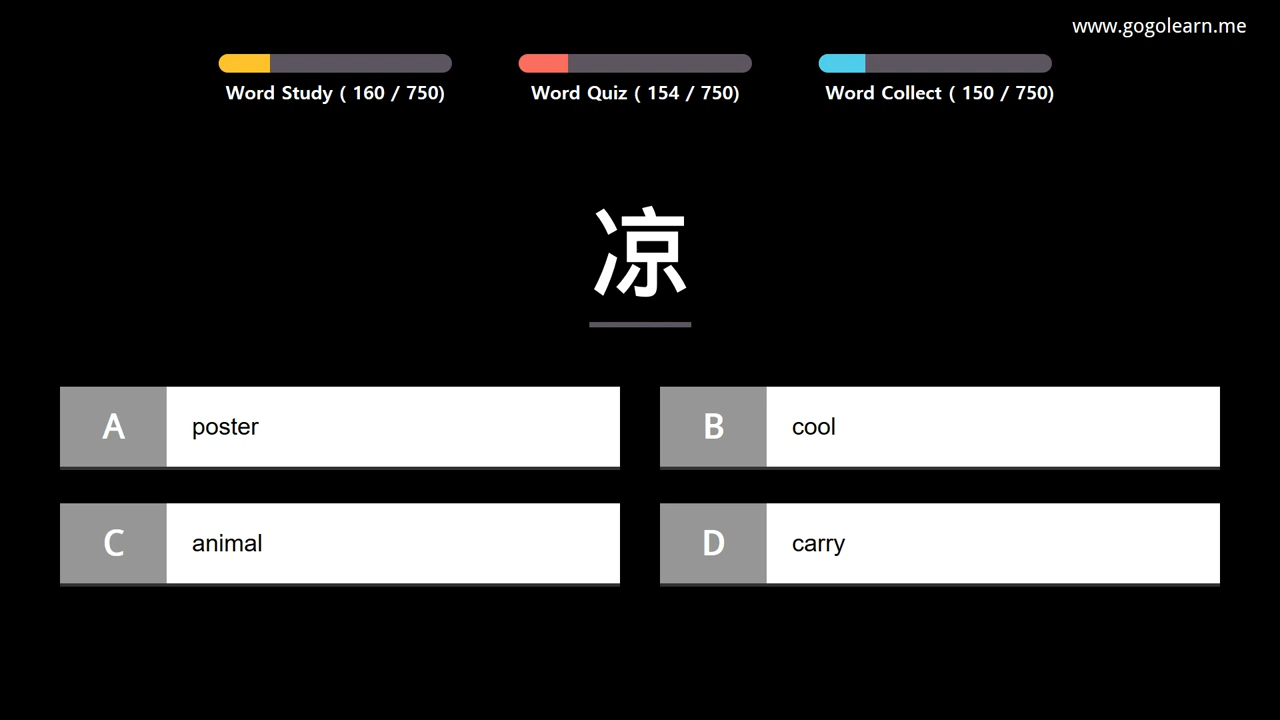 www.gogolearn.me
Word Study ( 160 / 750)
Word Quiz ( 154 / 750)
Word Collect ( 150 / 750)
凉
A poster
B cool
C animal
D carry